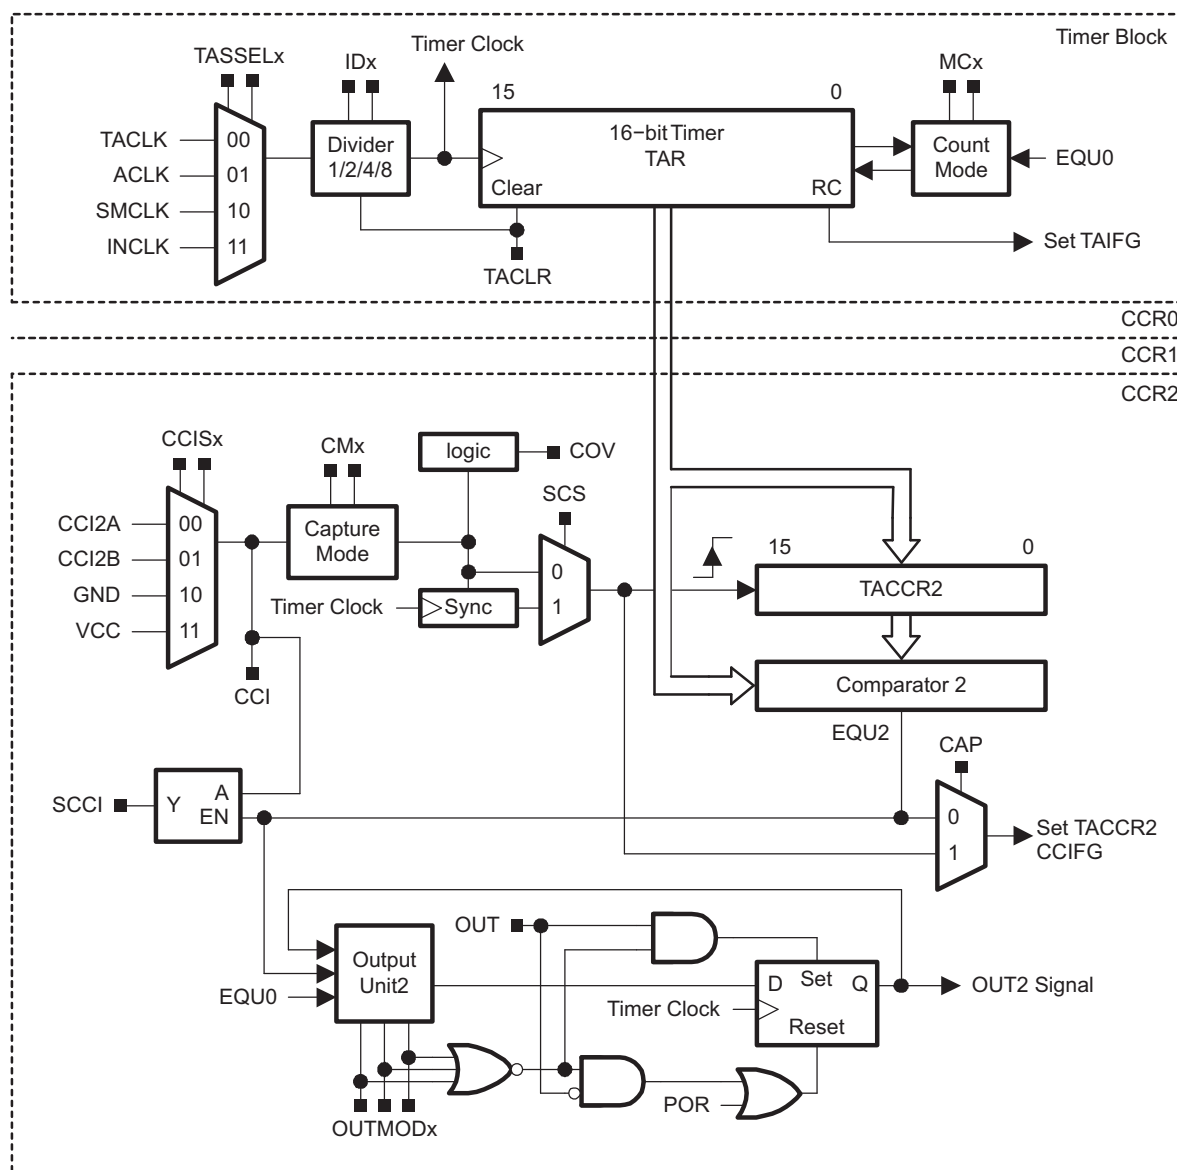 Timer Block
Timer Clock
TASSELx
IDx
MCx
15
0
TACLK
ACLK
SMCLK
INCLK
00
01
10
11
Divider
1/2/4/8
16−bit Timer
TAR
Clear
RC
Count
Mode
EQU0
Set TAIFG
TACLR
CCR0
CCR1
CCR2
CCISx
CMx
logic
COV
SCS
CCI2A
CCI2B
GND
VCC
00
01
10
11
Capture
Mode
0
1
Timer Clock
Sync
15
0
TACCR2
CCI
Comparator 2
EQU2
CAP
SCCI
Y
A
EN
0
1
Set TACCR2
CCIFG
OUT
Output
Unit2
EQU0
D
Set
Q
OUT2 Signal
Timer Clock
Reset
POR
OUTMODx